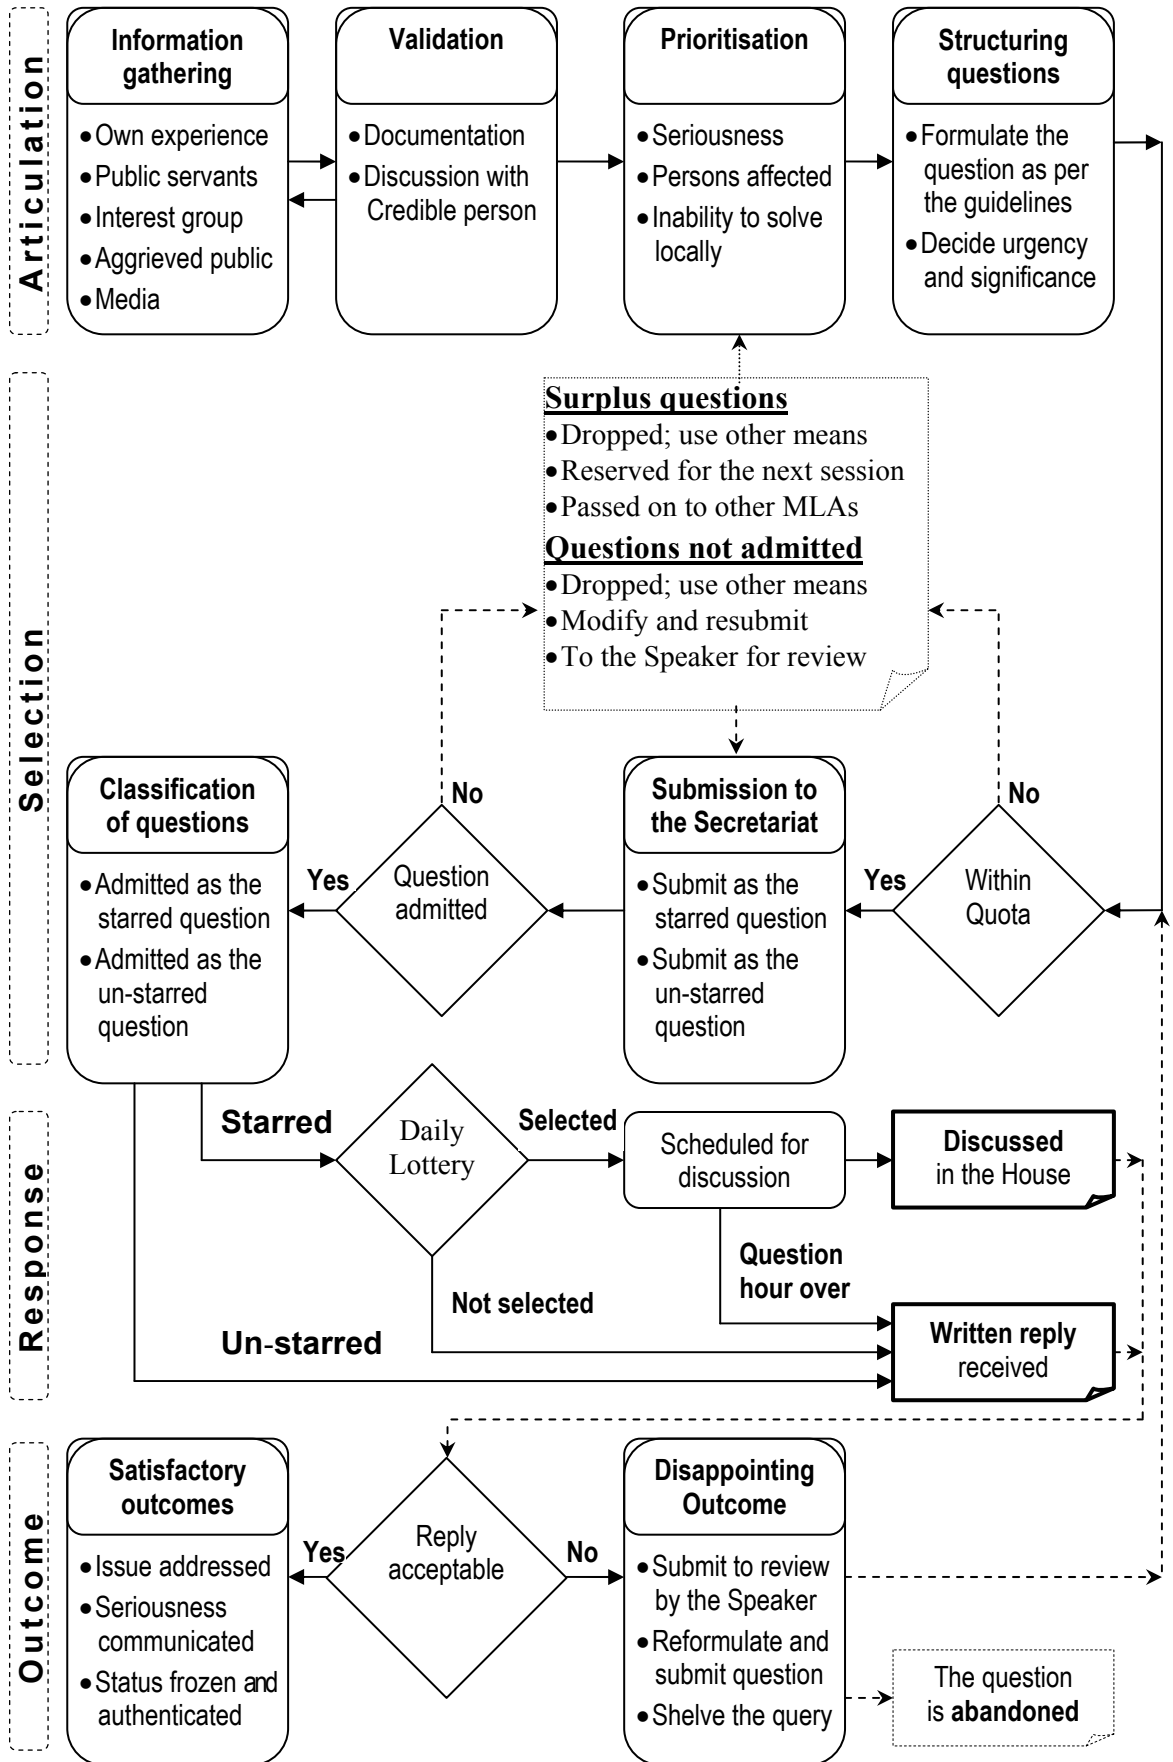 Articulation
Information
gathering
• Own experience
• Public servants
• Interest group
• Aggrieved public
• Media
Validation
• Documentation
• Discussion with
Credible person
Prioritisation
• Seriousness
• Persons affected
• Inability to solve
locally
Structuring
questions
• Formulate the
question as per
the guidelines
• Decide urgency
and significance
Selection
Surplus questions
• Dropped; use other means
• Reserved for the next session
• Passed on to other MLAs
Questions not admitted
• Dropped; use other means
• Modify and resubmit
• To the Speaker for review
Classification
of questions
• Admitted as the
starred question
• Admitted as the
un-starred
question
Yes
No
Question
admitted
Submission to
the Secretariat
• Submit as the
starred question
• Submit as the
un-starred
question
Yes
No
Within
Quota
Response
Starred
Daily
Lottery
Selected
Scheduled for
discussion
Discussed
in the House
Question
hour over
Not selected
Un-starred
Written reply
received
Outcome
Satisfactory
outcomes
• Issue addressed
• Seriousness
communicated
• Status frozen and
authenticated
Yes
Reply
acceptable
No
Disappointing
Outcome
• Submit to review
by the Speaker
• Reformulate and
submit question
• Shelve the query
The question
is abandoned